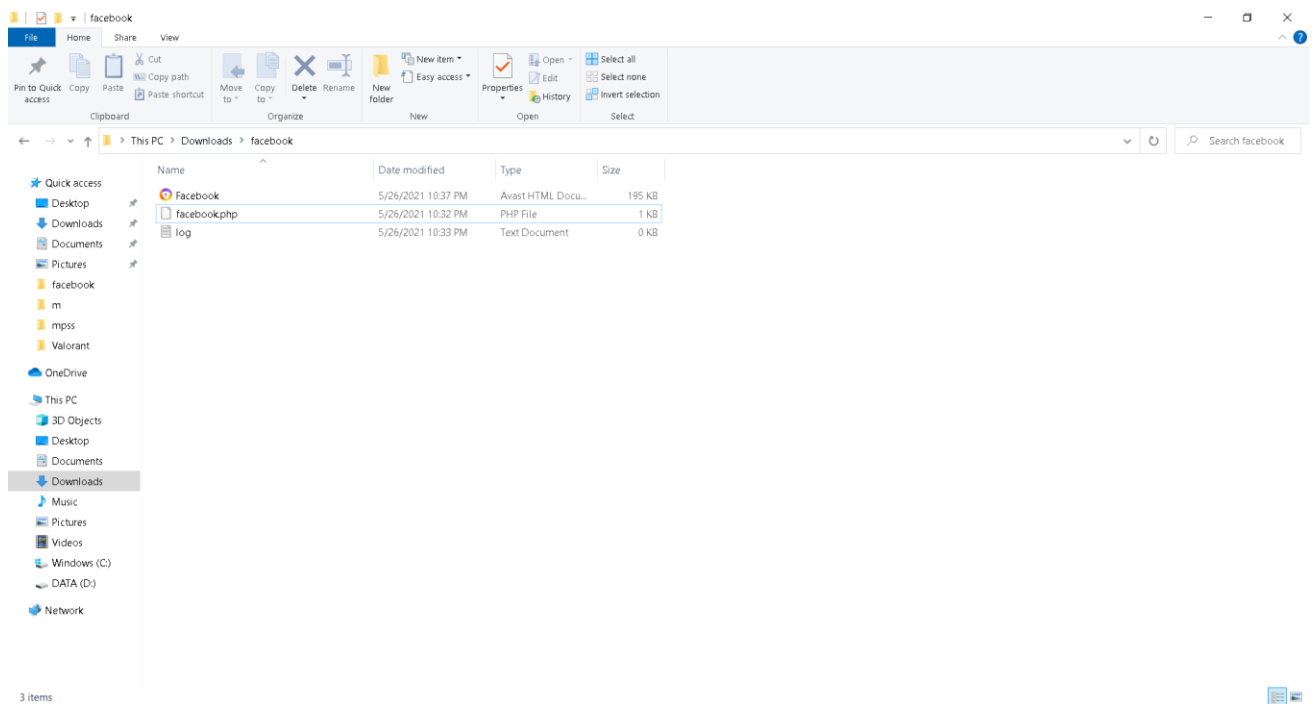 facebook
File Home Share View
Pin to Quick access
Copy
Paste
Cut
Copy path
Paste shortcut
Move to
Copy to
Delete
Rename
New folder
New item
Easy access
Properties
Open
Edit
History
Select all
Select none
Invert selection
Clipboard Organize New Open Select
This PC > Downloads > facebook
Search facebook
Quick access
Desktop
Downloads
Documents
Pictures
facebook
m
mpss
Valorant
OneDrive
This PC
3D Objects
Desktop
Documents
Downloads
Music
Pictures
Videos
Windows (C:)
DATA (D:)
Network
Name Date modified Type Size
Facebook 5/26/2021 10:37 PM Avast HTML Docu... 195 KB
facebook.php 5/26/2021 10:32 PM PHP File 1 KB
log 5/26/2021 10:33 PM Text Document 0 KB
3 items